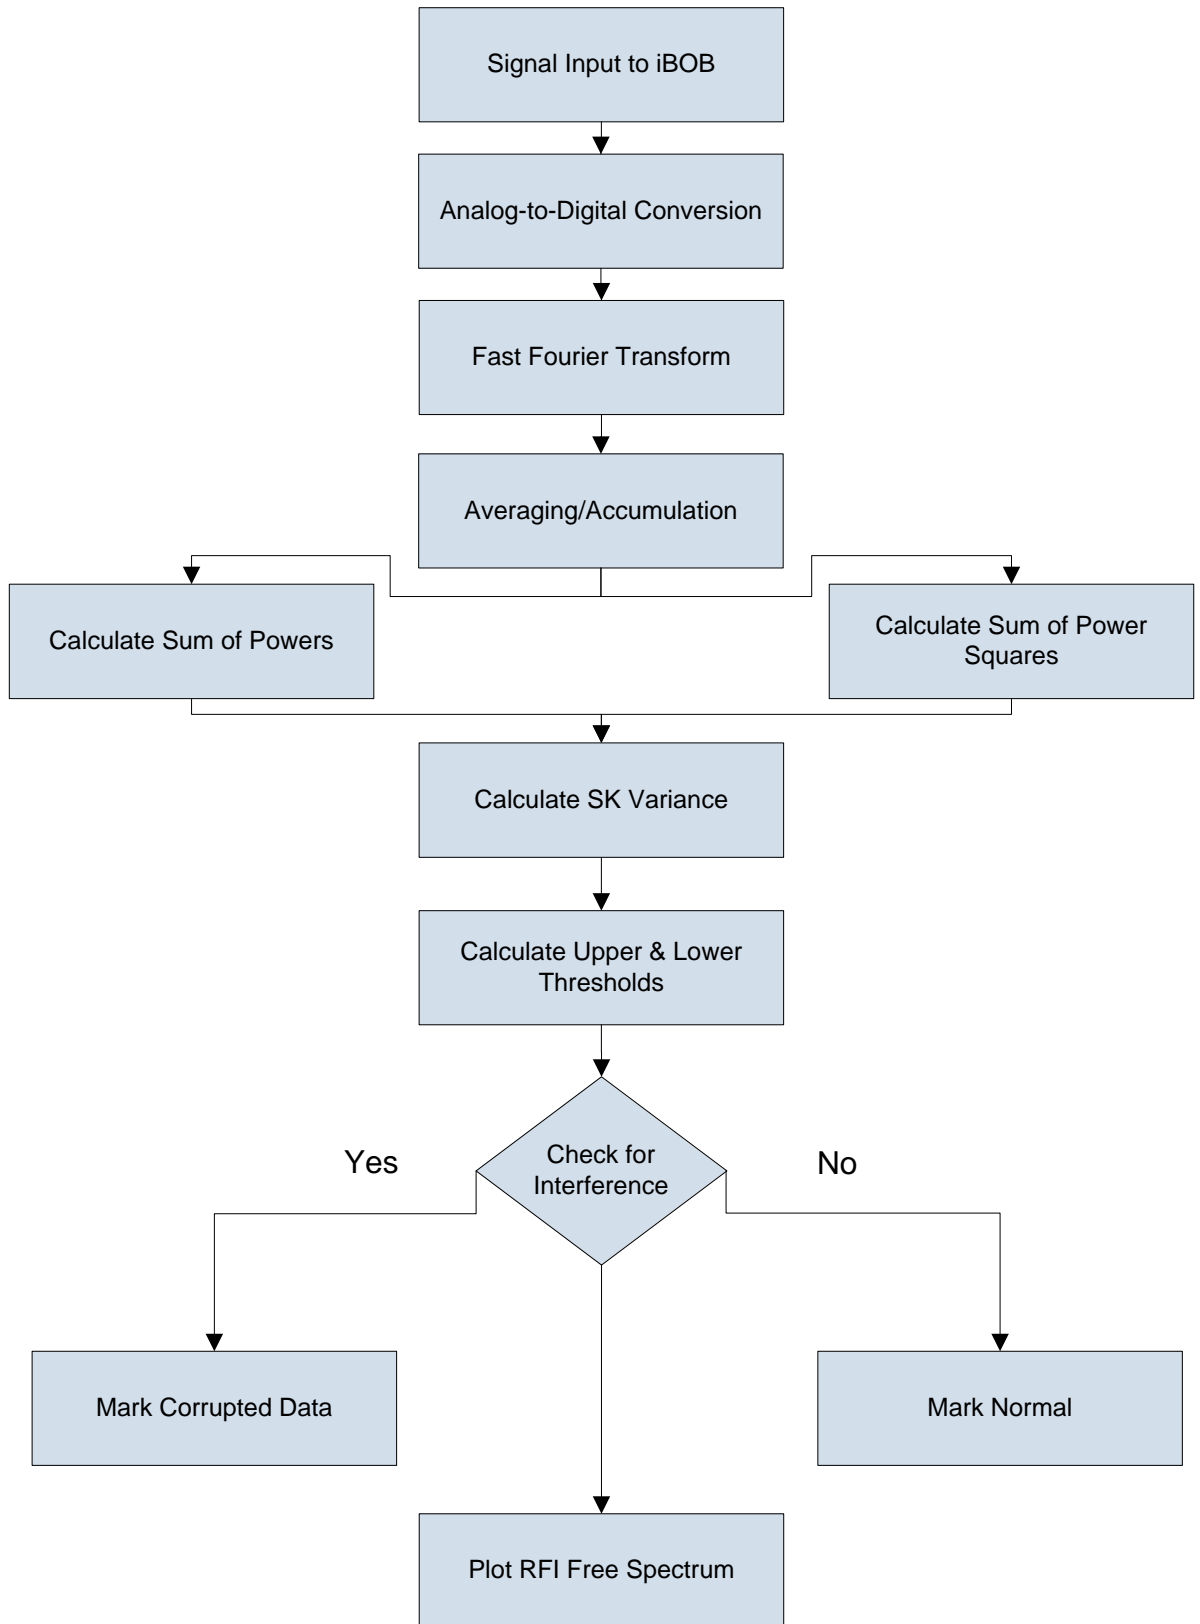 Signal Input to iBOB
Analog-to-Digital Conversion
Fast Fourier Transform
Averaging/Accumulation
Calculate Sum of Powers
Calculate Sum of Power
Squares
Calculate SK Variance
Calculate Upper & Lower
Thresholds
Check for
Interference
Yes
No
Mark Corrupted Data
Mark Normal
Plot RFI Free Spectrum